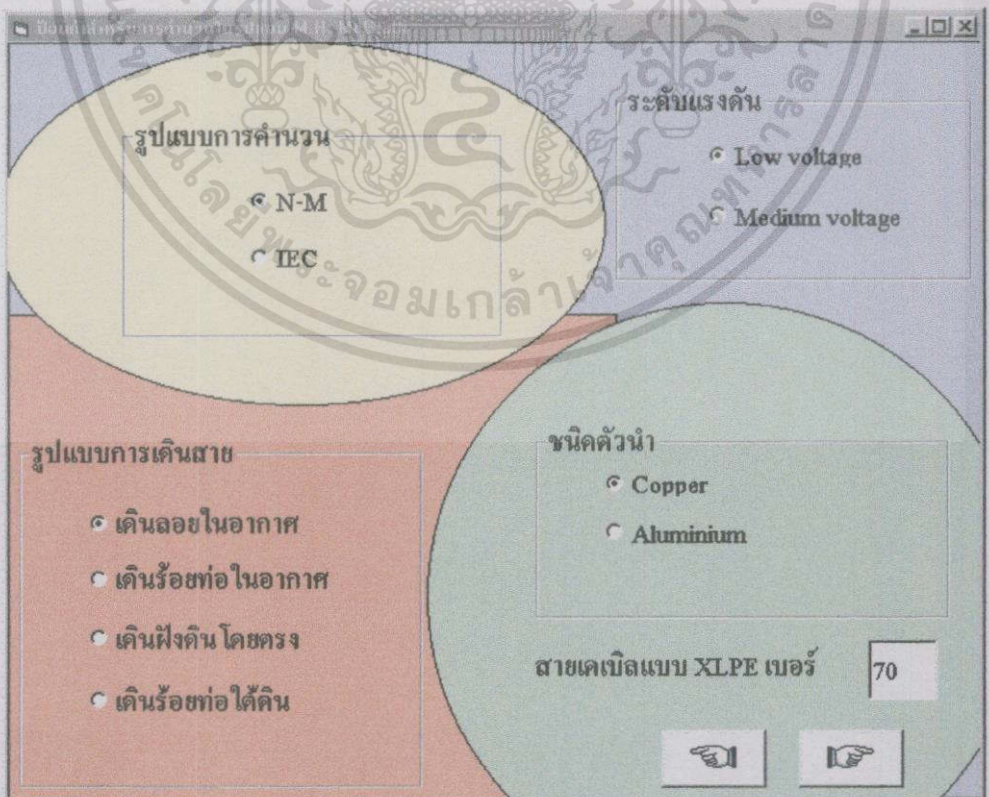 รูปแบบการคำนวน
N-M
IEC
ระดับแรงดัน
Low voltage
Medium voltage
รูปแบบการเดินสาย
เดินลอยในอากาศ
เดินร้อยท่อในอากาศ
เดินฝังดินโดยตรง
เดินร้อยท่อใต้ดิน
ชนิดตัวนำ
Copper
Aluminium
สายเคเบิลแบบ XLPE เบอร์
70